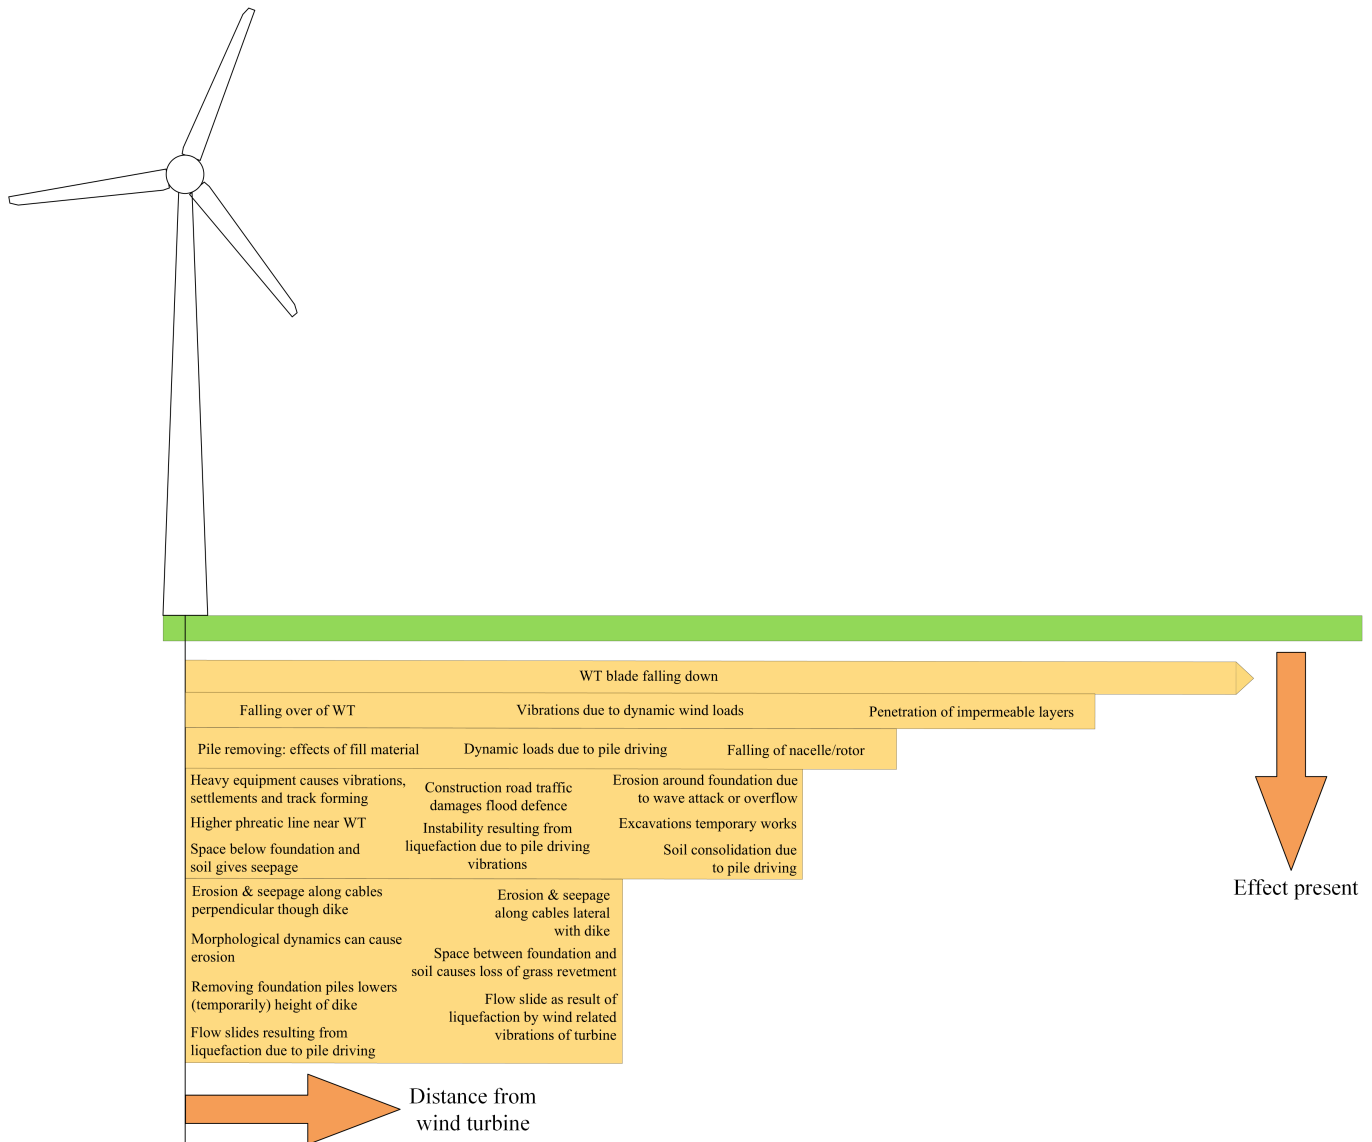 WT blade falling down
Falling over of WT
Vibrations due to dynamic wind loads
Penetration of impermeable layers
Pile removing: effects of fill material
Dynamic loads due to pile driving
Falling of nacelle/rotor
Heavy equipment causes vibrations,
settlements and track forming
Higher phreatic line near WT
Space below foundation and
soil gives seepage
Construction road traffic
damages flood defence
Instability resulting from
liquefaction due to pile driving
vibrations
Erosion around foundation due
to wave attack or overflow
Excavations temporary works
Soil consolidation due
to pile driving
Effect present
Erosion & seepage along cables
perpendicular though dike
Morphological dynamics can cause
erosion
Removing foundation piles lowers
(temporarily) height of dike
Flow slides resulting from
liquefaction due to pile driving
Erosion & seepage
along cables lateral
with dike
Space between foundation and
soil causes loss of grass revetment
Flow slide as result of
liquefaction by wind related
vibrations of turbine
Distance from
wind turbine